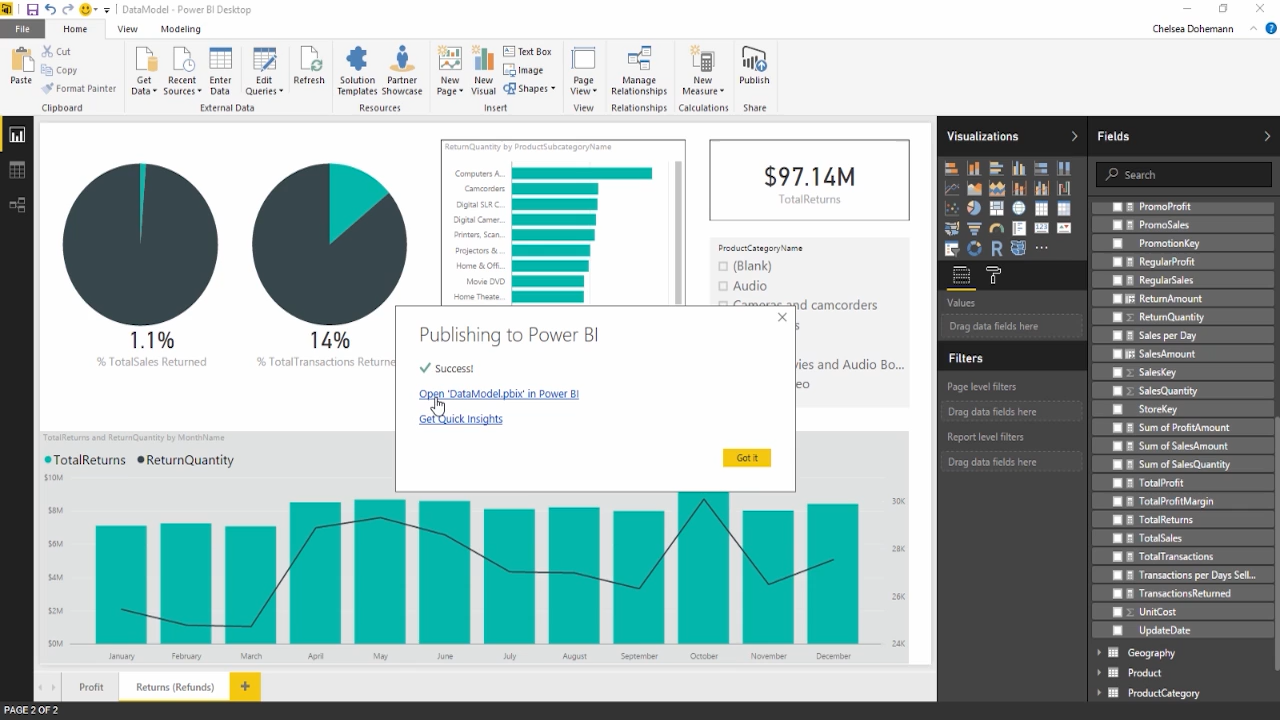 DataModel - Power BI Desktop
File
Home
View
Modeling
Chelsea Dohemann
Paste
Cut
Copy
Format Painter
Clipboard
Get Data
Recent Sources
Enter Data
Edit Queries
External Data
Refresh
Solution Templates
Partner Showcase
Resources
New Page
New Visual
Text Box
Image
Shapes
Insert
Page View
View
Manage Relationships
Relationships
New Measure
Calculations
Publish
Share
1.1%
% TotalSales Returned
14%
% TotalTransactions Returne
ReturnQuantity by ProductSubcategoryName
Computers A...
Camcorders
Digital SLR C...
Digital Camer...
Printers, Scan...
Projectors & ...
Home & Offi...
Movie DVD
Home Theate...
$97.14M
TotalReturns
ProductCategoryName
(Blank)
Audio
Cameras and camcorders
s
vies and Audio Bo...
eo
Publishing to Power BI
Success!
Open 'DataModel.pbix' in Power BI
Get Quick Insights
Got it
TotalReturns and ReturnQuantity by MonthName
TotalReturns
ReturnQuantity
$10M
$8M
$6M
$4M
$2M
$0M
30K
28K
26K
24K
January
February
March
April
May
June
July
August
September
October
November
December
Profit
Returns (Refunds)
+
PAGE 2 OF 2
Visualizations
R
Values
Drag data fields here
Filters
Page level filters
Drag data fields here
Report level filters
Drag data fields here
Fields
Search
PromoProfit
PromoSales
PromotionKey
RegularProfit
RegularSales
ReturnAmount
ReturnQuantity
Sales per Day
SalesAmount
SalesKey
SalesQuantity
StoreKey
Sum of ProfitAmount
Sum of SalesAmount
Sum of SalesQuantity
TotalProfit
TotalProfitMargin
TotalReturns
TotalSales
TotalTransactions
Transactions per Days Sell...
TransactionsReturned
UnitCost
UpdateDate
Geography
Product
ProductCategory